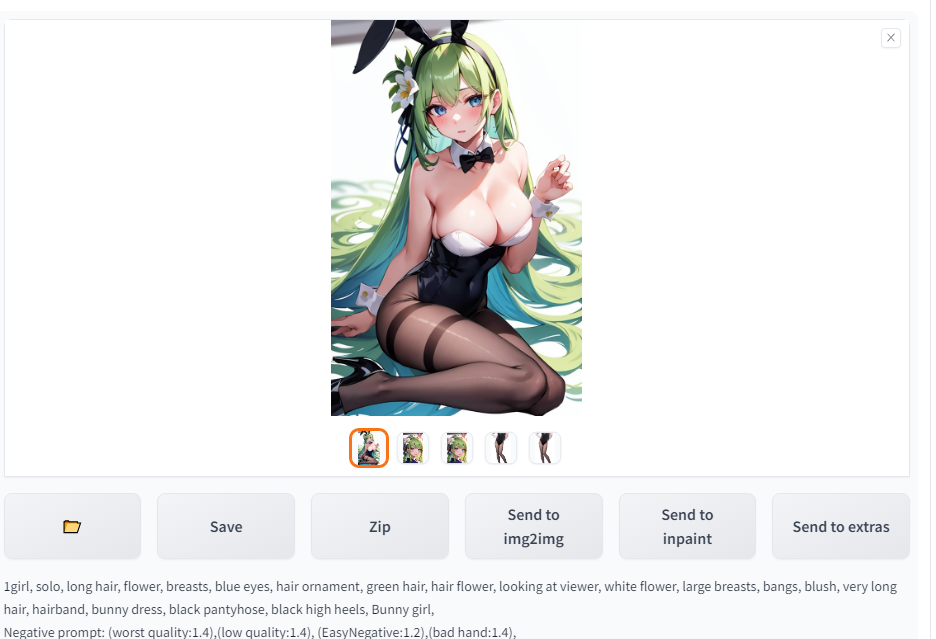 Save
Zip
Send to
img2img
Send to
inpaint
Send to extras
1girl, solo, long hair, flower, breasts, blue eyes, hair ornament, green hair, hair flower, looking at viewer, white flower, large breasts, bangs, blush, very long
hair, hairband, bunny dress, black pantyhose, black high heels, Bunny girl,
Negative prompt: (worst quality:1.4),(low quality:1.4), (EasyNegative:1.2),(bad hand:1.4),